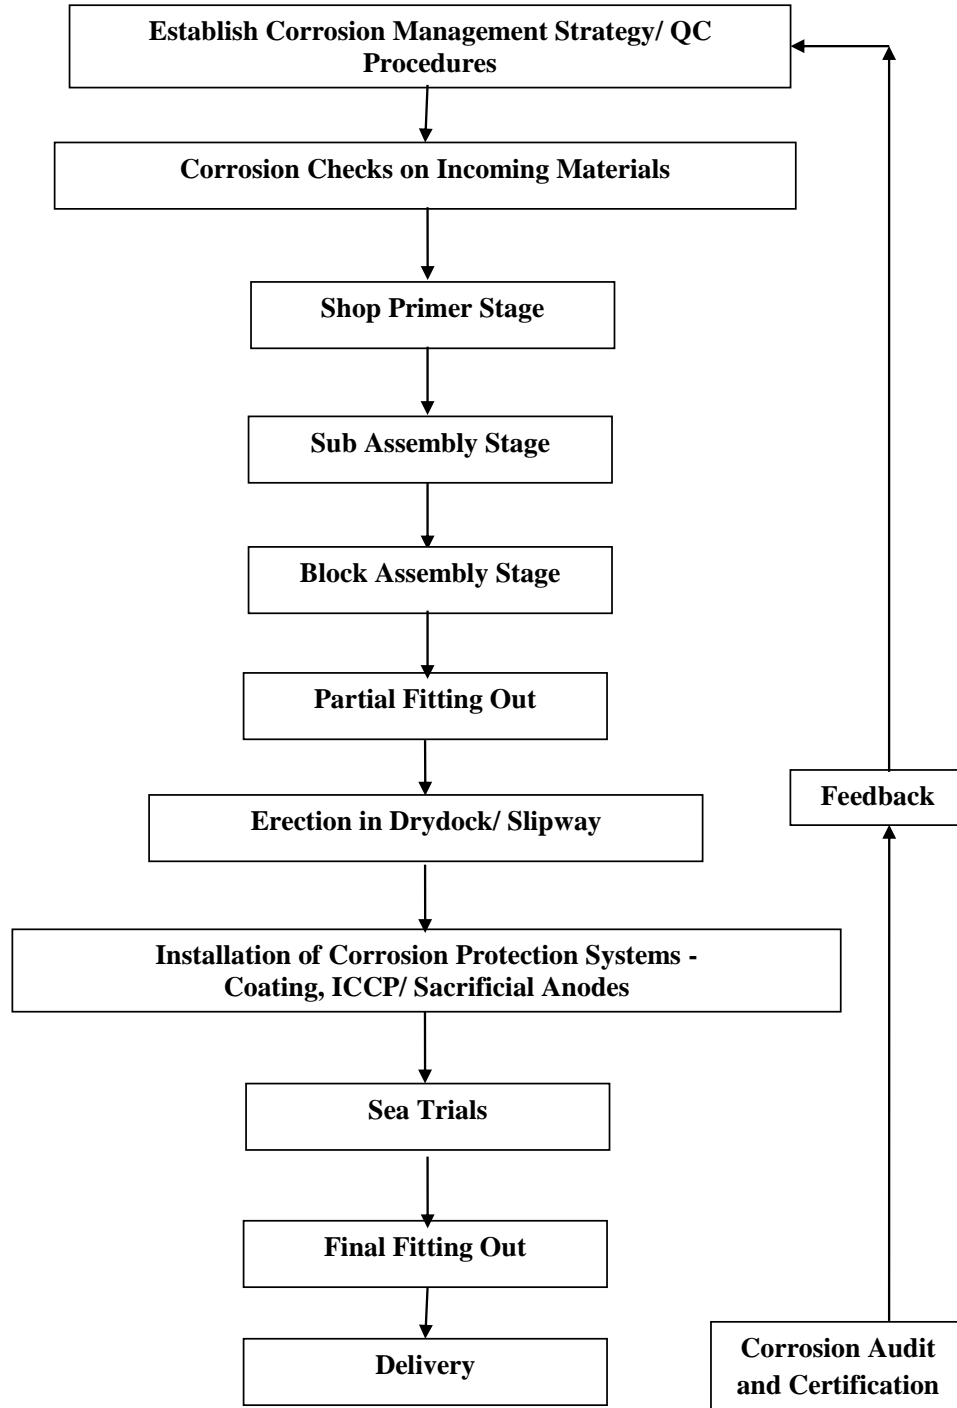 Establish Corrosion Management Strategy/ QC
Procedures
Corrosion Checks on Incoming Materials
Shop Primer Stage
Sub Assembly Stage
Block Assembly Stage
Partial Fitting Out
Erection in Drydock/ Slipway
Feedback
Installation of Corrosion Protection Systems -
Coating, ICCP/ Sacrificial Anodes
Sea Trials
Final Fitting Out
Delivery
Corrosion Audit
and Certification